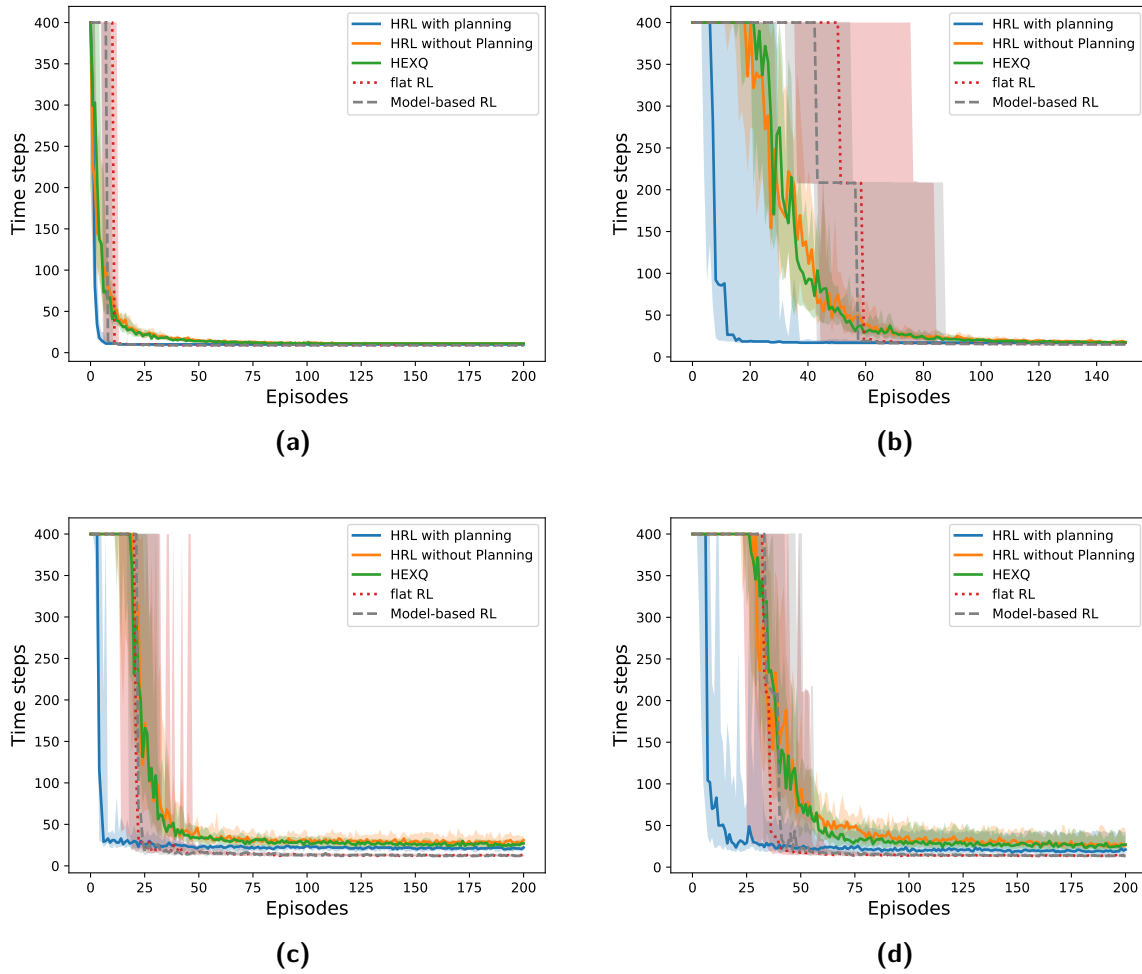 400
350
300
250
200
150
100
50
0
Time steps
0 25 50 75 100 125 150 175 200
Episodes
HRL with planning
HRL without Planning
HEXQ
flat RL
Model-based RL
(a)
400
300
200
100
0
Time steps
0 20 40 60 80 100 120 140
Episodes
HRL with planning
HRL without Planning
HEXQ
flat RL
Model-based RL
(b)
400
350
300
250
200
150
100
50
0
Time steps
0 25 50 75 100 125 150 175 200
Episodes
HRL with planning
HRL without Planning
HEXQ
flat RL
Model-based RL
(c)
400
350
300
250
200
150
100
50
0
Time steps
0 25 50 75 100 125 150 175 200
Episodes
HRL with planning
HRL without Planning
HEXQ
flat RL
Model-based RL
(d)